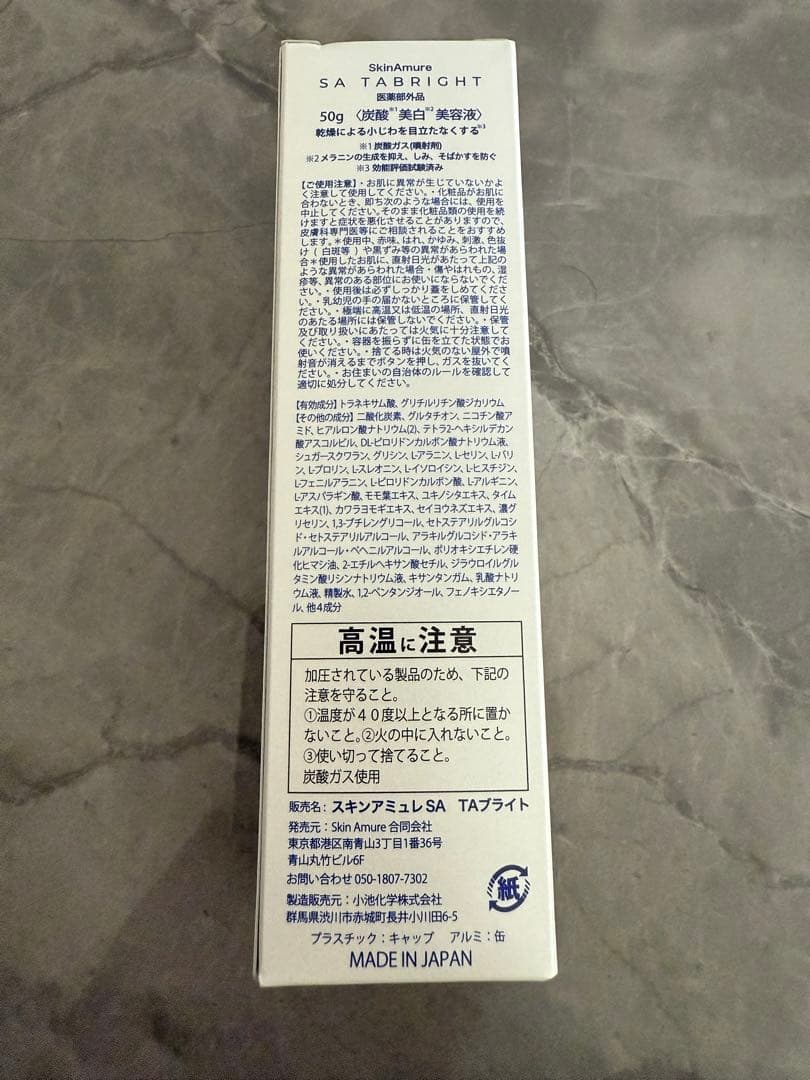 SkinAmure
SA TABRIGHT
医薬部外品
50g 〈炭酸※1美白※2美容液〉
乾燥による小じわを目立たなくする※3
※1 炭酸ガス(噴射剤)
※2 メラニンの生成を抑え、しみ、そばかすを防ぐ
※3 効能評価試験済み
【ご使用注意】・お肌に異常が生じていないかよ
く注意して使用してください。・化粧品がお肌に
合わないとき、即ち次のような場合には、使用を
中止してください。そのまま化粧品類の使用を続
けますと症状を悪化させることがありますので、
皮膚科専門医等にご相談されることをおすすめ
します。＊使用中、赤味、はれ、かゆみ、刺激、色抜
け（白斑等）や黒ずみ等の異常があらわれた場
合＊使用したお肌に、直射日光があたって上記の
ような異常があらわれた場合・傷やはれもの、湿
疹等、異常のある部位にお使いにならないでくだ
さい。・使用後は必ずしっかり蓋をしめてくださ
い。・乳幼児の手の届かないところに保管してく
ださい。・極端に高温又は低温の場所、直射日光
のあたる場所には保管しないでください。・保管
及び取り扱いにあたっては火気に十分注意して
ください。・容器を振らずに缶を立てた状態でお
使いください。・捨てる時は火気のない屋外で噴
射音が消えるまでボタンを押し、ガスを抜いてく
ださい。・お住まいの自治体のルールを確認して
適切に処分してください。
【有効成分】トラネキサム酸、グリチルリチン酸ジカリウム
【その他の成分】二酸化炭素、グルタチオン、ニコチン酸ア
ミド、ヒアルロン酸ナトリウム(2)、テトラ2-ヘキシルデカン
酸アスコルビル、DL-ピロリドンカルボン酸ナトリウム液、
シュガースクワラン、グリシン、L-アラニン、L-セリン、L-バリ
ン、L-プロリン、L-スレオニン、L-イソロイシン、L-ヒスチジン、
L-フェニルアラニン、L-ピロリドンカルボン酸、L-アルギニン、
L-アスパラギン酸、モモ葉エキス、ユキノシタエキス、タイム
エキス(1)、カワラヨモギエキス、セイヨウネズエキス、濃グ
リセリン、1,3-ブチレングリコール、セトステアリルグルコシ
ド・セトステアリルアルコール、アラキルグルコシド・アラキ
ルアルコール・ベヘニルアルコール、ポリオキシエチレン硬
化ヒマシ油、2-エチルヘキサン酸セチル、ジラウロイルグル
タミン酸リシンナトリウム液、キサンタンガム、乳酸ナトリ
ウム液、精製水、1,2-ペンタンジオール、フェノキシエタノー
ル、他4成分
高温に注意
加圧されている製品のため、下記の
注意を守ること。
①温度が４０度以上となる所に置か
ないこと。②火の中に入れないこと。
③使い切って捨てること。
炭酸ガス使用
販売名：スキンアミュレSA TAブライト
発売元：Skin Amure 合同会社
東京都港区南青山3丁目1番36号
青山丸竹ビル6F
お問い合わせ 050-1807-7302
製造販売元：小池化学株式会社
群馬県渋川市赤城町長井小川田6-5
紙
プラスチック：キャップ アルミ：缶
MADE IN JAPAN